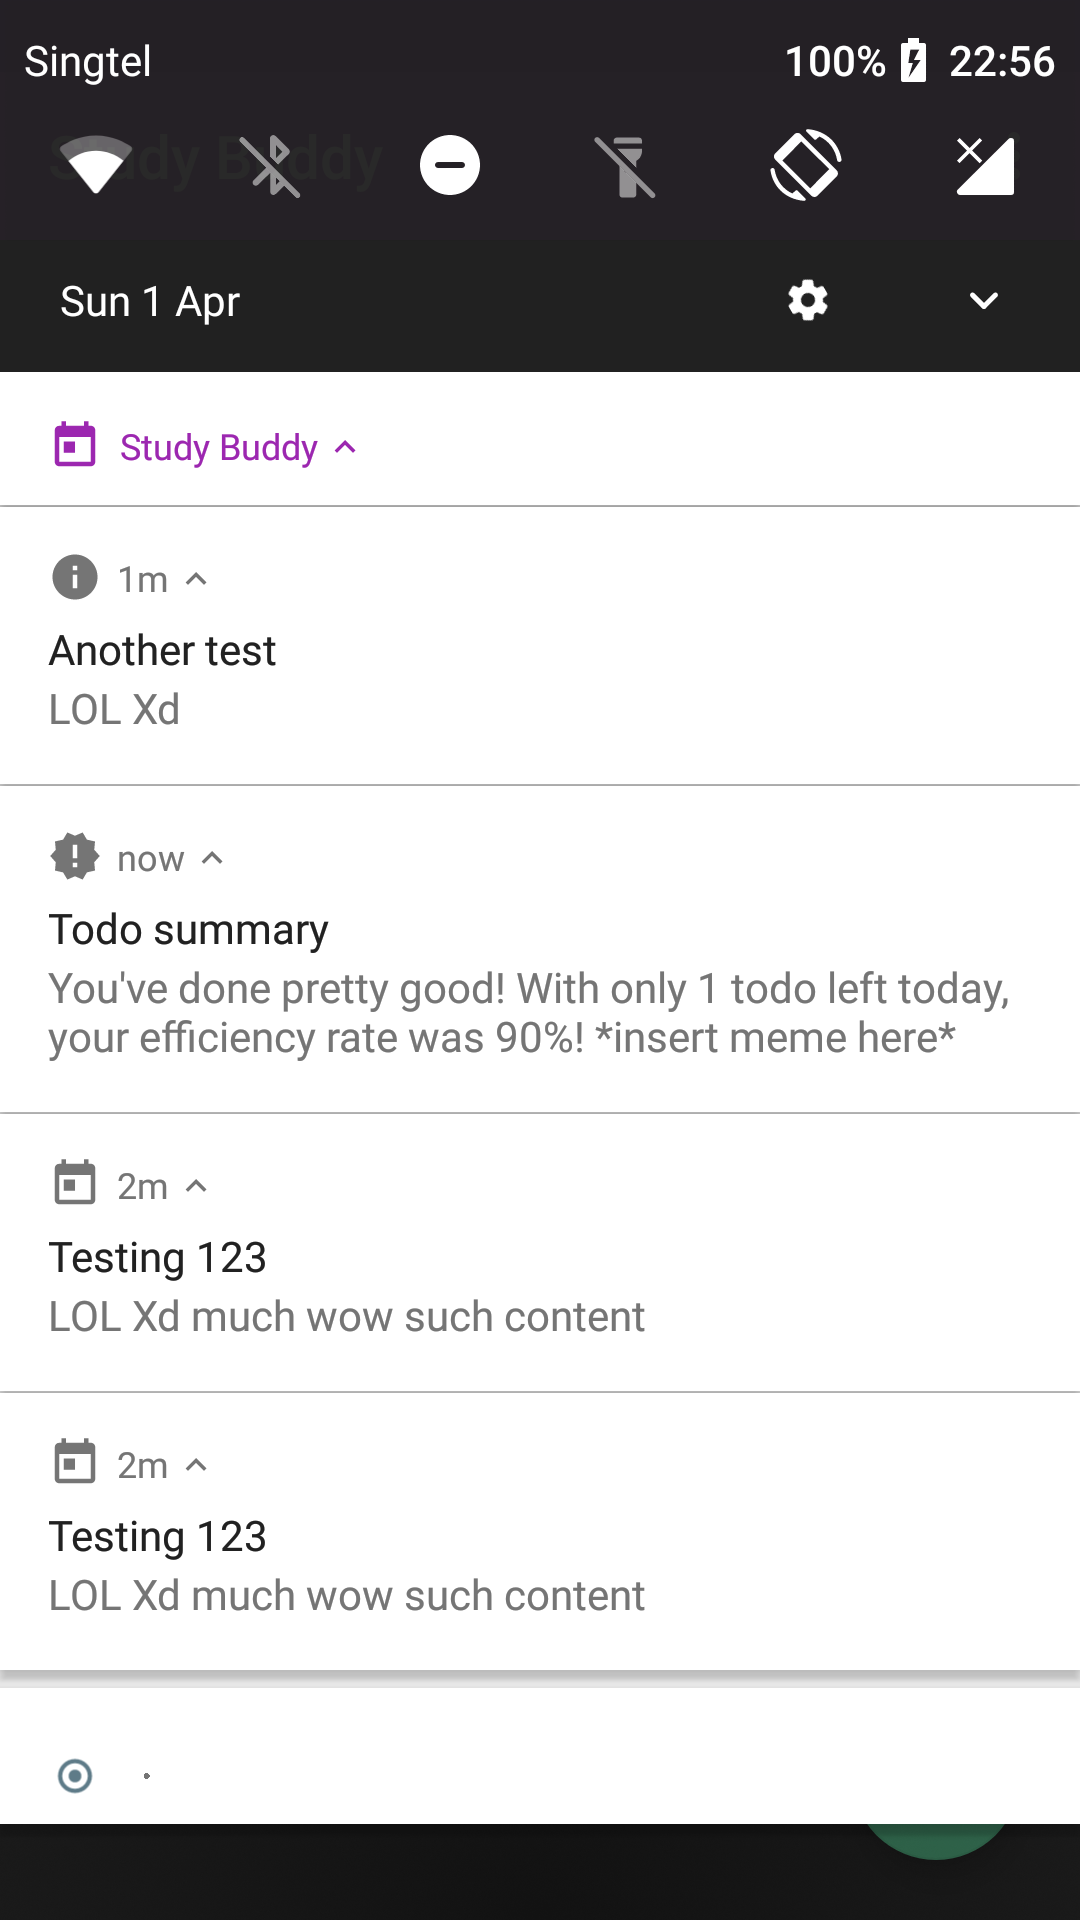 Singtel 100% 22:56
Study Buddy
Sun 1 Apr
Study Buddy
1m
Another test
LOL Xd
now
Todo summary
You've done pretty good! With only 1 todo left today,
your efficiency rate was 90%! *insert meme here*
2m
Testing 123
LOL Xd much wow such content
2m
Testing 123
LOL Xd much wow such content